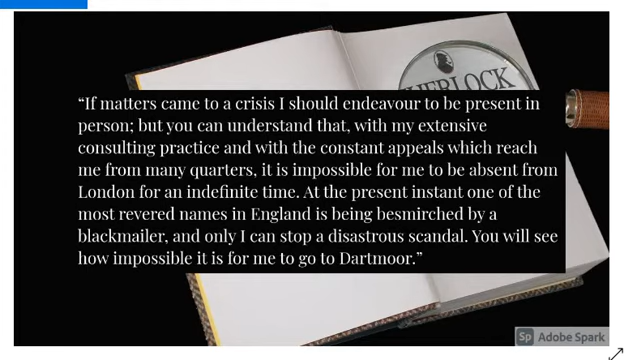 SHERLOCK
“If matters came to a crisis I should endeavour to be present in
person; but you can understand that, with my extensive
consulting practice and with the constant appeals which reach
me from many quarters, it is impossible for me to be absent from
London for an indefinite time. At the present instant one of the
most revered names in England is being besmirched by a
blackmailer, and only I can stop a disastrous scandal. You will see
how impossible it is for me to go to Dartmoor.”
Sp Adobe Spark